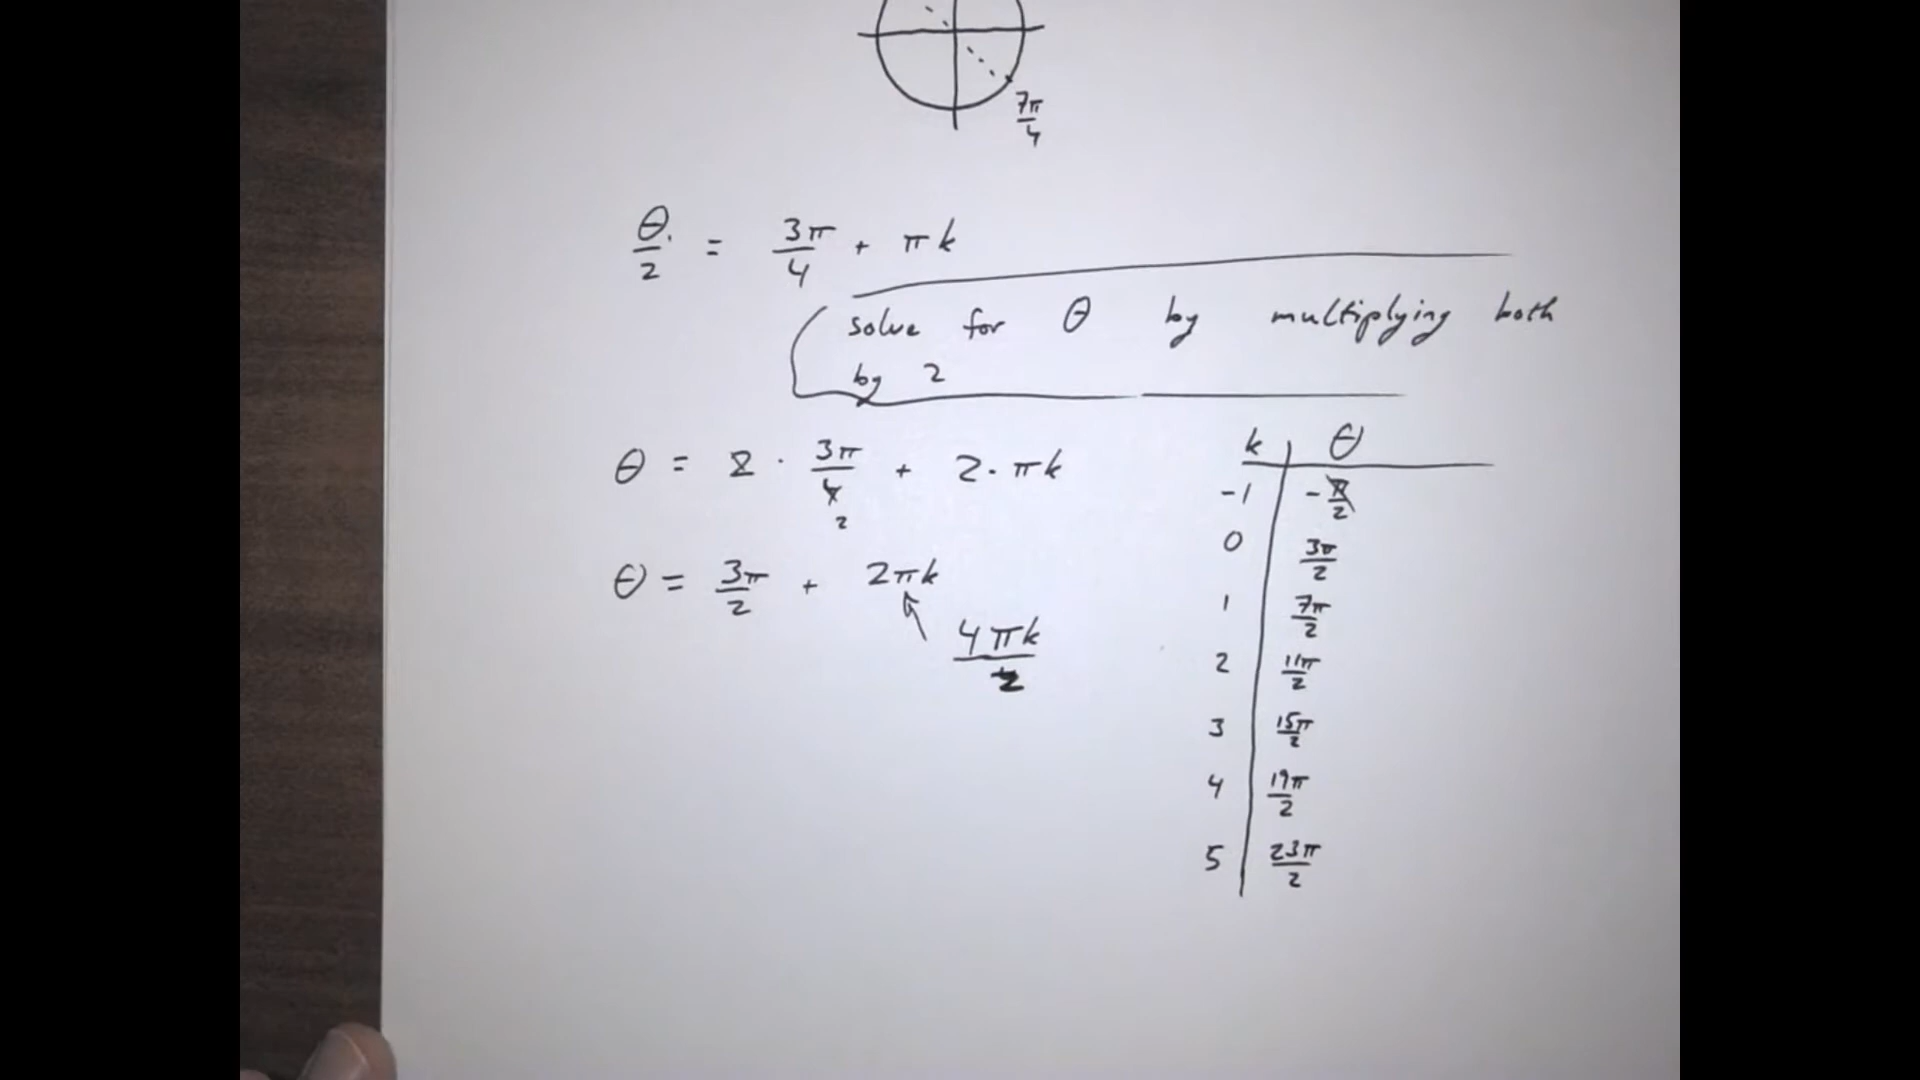 7π/4
θ/2 = 3π/4 + πk
solve for θ by multiplying both
by 2
θ = 2 · 3π/4 + 2 · πk
2
θ = 3π/2 + 2πk
4πk/2
k θ
-1 -π/2
0 3π/2
1 7π/2
2 11π/2
3 15π/2
4 19π/2
5 23π/2